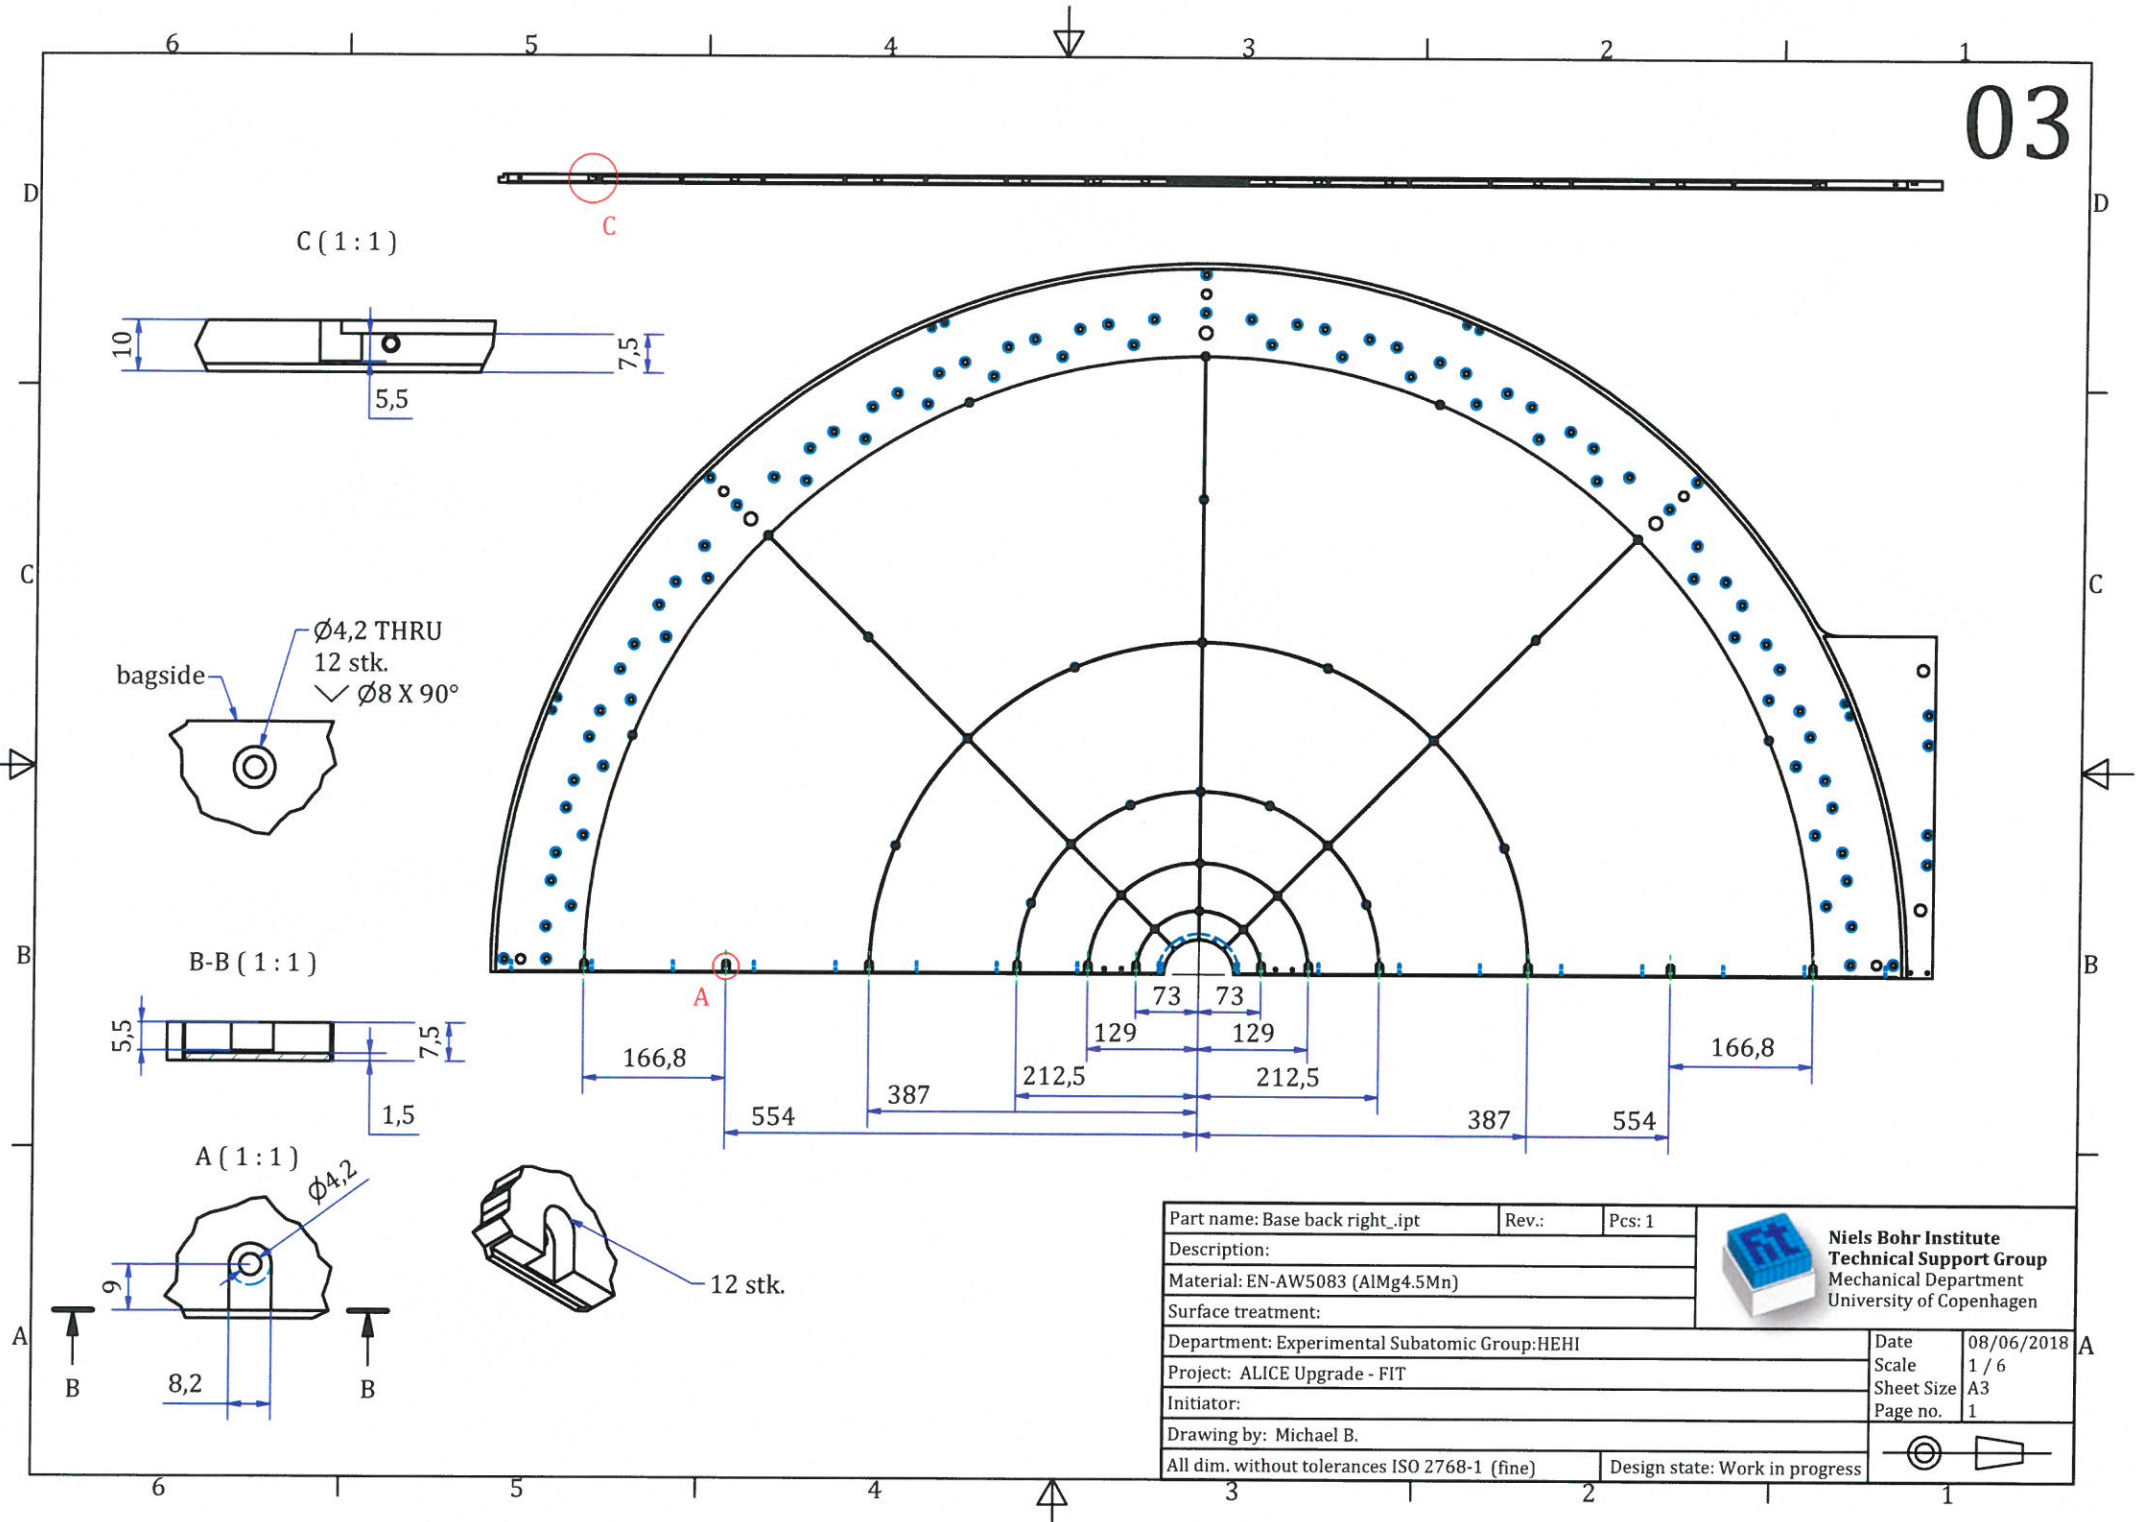 6 5 4 3 2 1
03
D D
C
C ( 1 : 1 )
10
7,5
5,5
C C
Ø4,2 THRU
12 stk.
Ø8 X 90°
bagside
B B
B-B ( 1 : 1 )
5,5
7,5
1,5
A
73 73
129 129
166,8 166,8
212,5 212,5
387 387
554 554
A ( 1 : 1 )
Ø4,2
9
8,2
B B
12 stk.
A A
Part name: Base back right_.ipt Rev.: Pcs: 1
Description:
Material: EN-AW5083 (AlMg4.5Mn)
Surface treatment:
Fit
Niels Bohr Institute
Technical Support Group
Mechanical Department
University of Copenhagen
Department: Experimental Subatomic Group:HEHI
Project: ALICE Upgrade - FIT
Initiator:
Drawing by: Michael B.
All dim. without tolerances ISO 2768-1 (fine) Design state: Work in progress
Date 08/06/2018
Scale 1 / 6
Sheet Size A3
Page no. 1
6 5 4 3 2 1